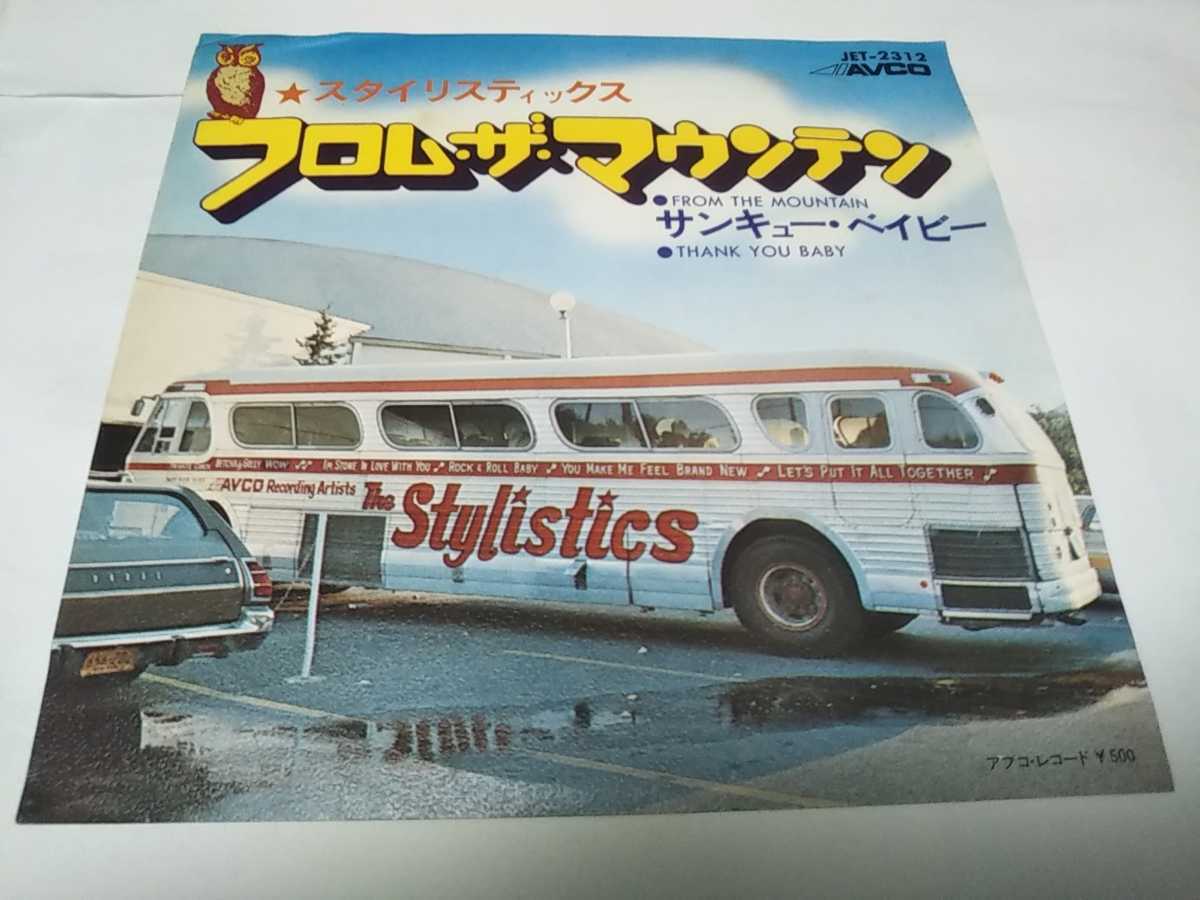 JET-2312
AVCO
★スタイリスティックス
フロム・ザ・マウンテン
●FROM THE MOUNTAIN
サンキュー・ベイビー
●THANK YOU BABY
BETCHA by GOLLY WOW I'M STONE IN LOVE WITH YOU ROCK & ROLL BABY YOU MAKE ME FEEL BRAND NEW LET'S PUT IT ALL TOGETHER
AVCO Recording Artists The Stylistics
アブコ・レコード ¥500